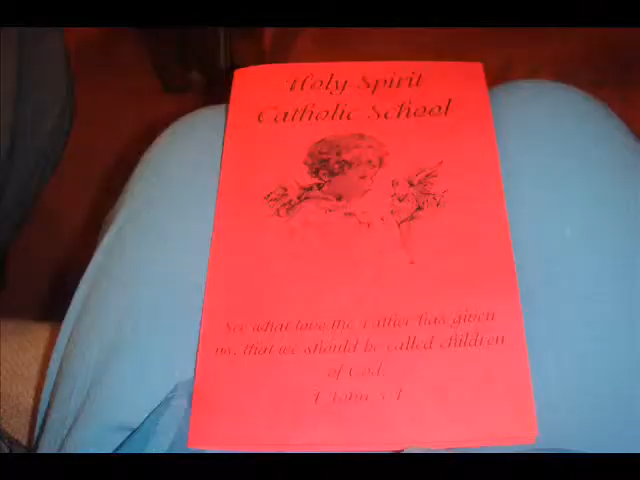 Holy Spirit
Catholic School
See what love the Father has given
us, that we should be called children
of God.
1 John 3:1